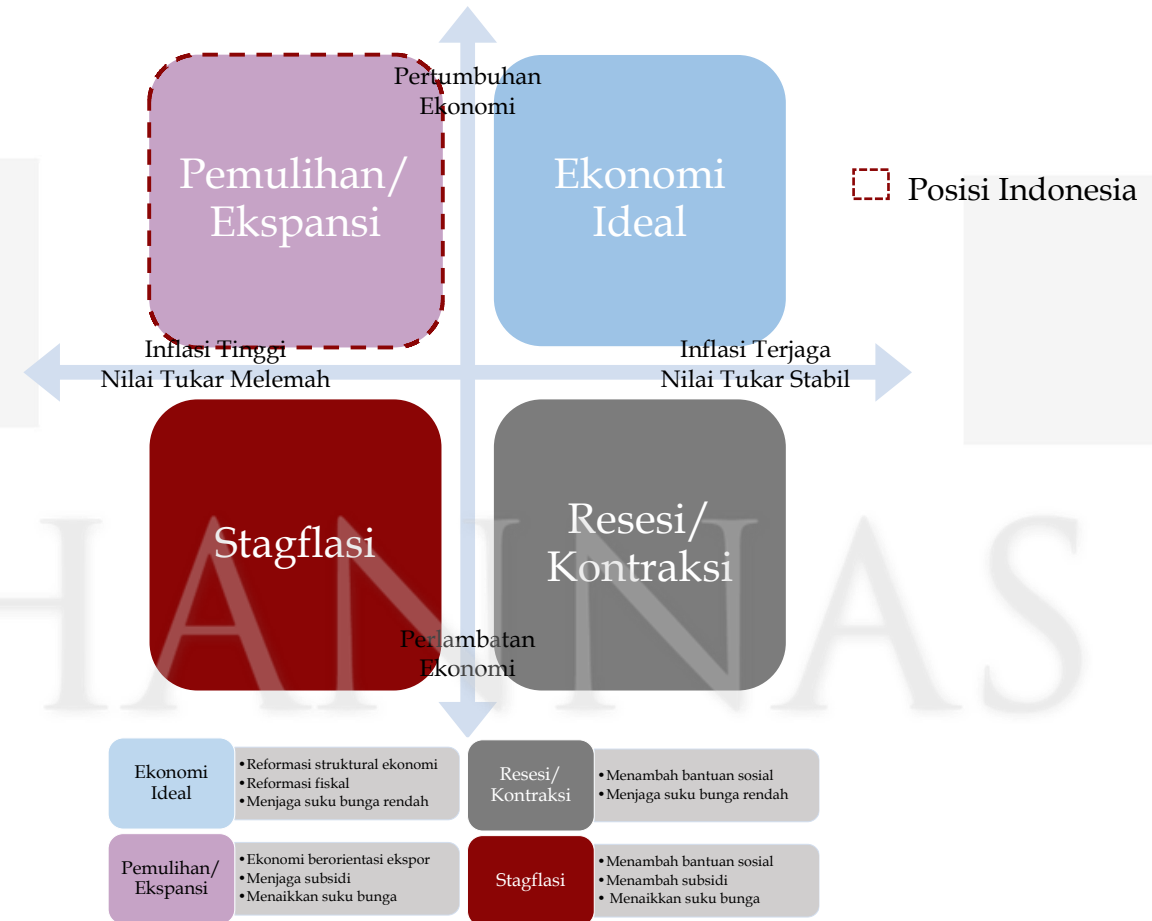 Pertumbuhan
Ekonomi
Pemulihan/
Ekspansi
Ekonomi
Ideal
Posisi Indonesia
Inflasi Tinggi
Nilai Tukar Melemah
Inflasi Terjaga
Nilai Tukar Stabil
Stagflasi
Resesi/
Kontraksi
HANNAS
Perlambatan
Ekonomi
Ekonomi
Ideal
•Reformasi struktural ekonomi
•Reformasi fiskal
•Menjaga suku bunga rendah
Resesi/
Kontraksi
•Menambah bantuan sosial
•Menjaga suku bunga rendah
Pemulihan/
Ekspansi
•Ekonomi berorientasi ekspor
•Menjaga subsidi
•Menaikkan suku bunga
Stagflasi
•Menambah bantuan sosial
•Menambah subsidi
• Menaikkan suku bunga